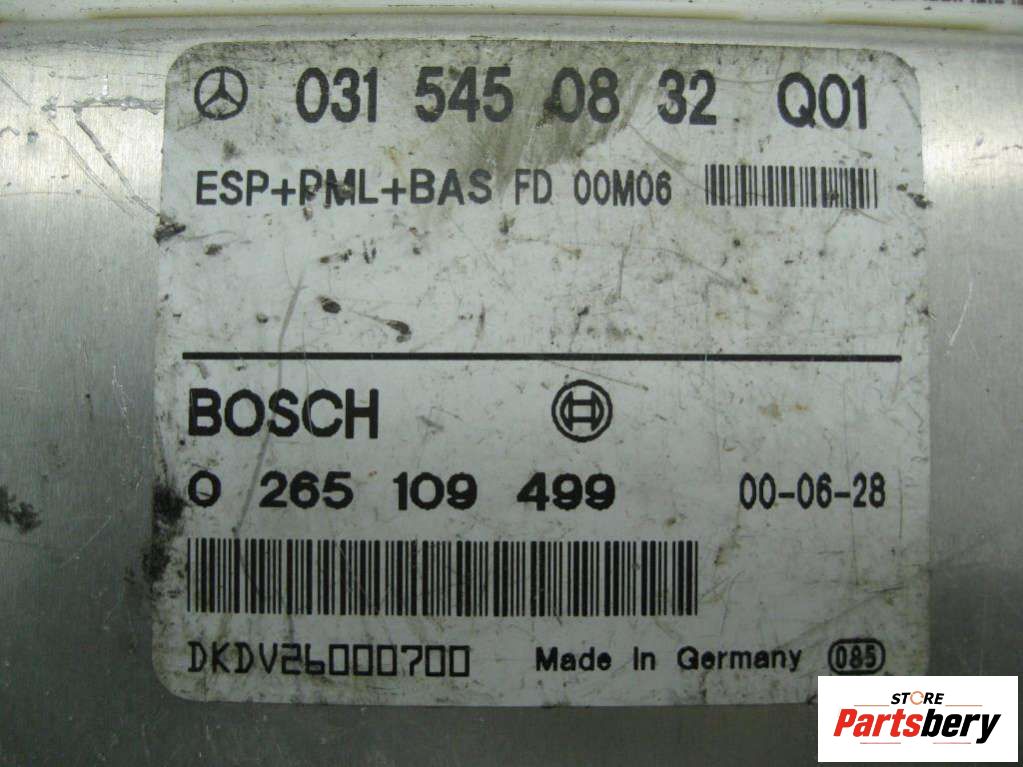 031 545 08 32 Q01
ESP+PML+BAS FD 00M06
BOSCH
0 265 109 499 00-06-28
DKDV26000700 Made in Germany 085
STORE
Partsbery